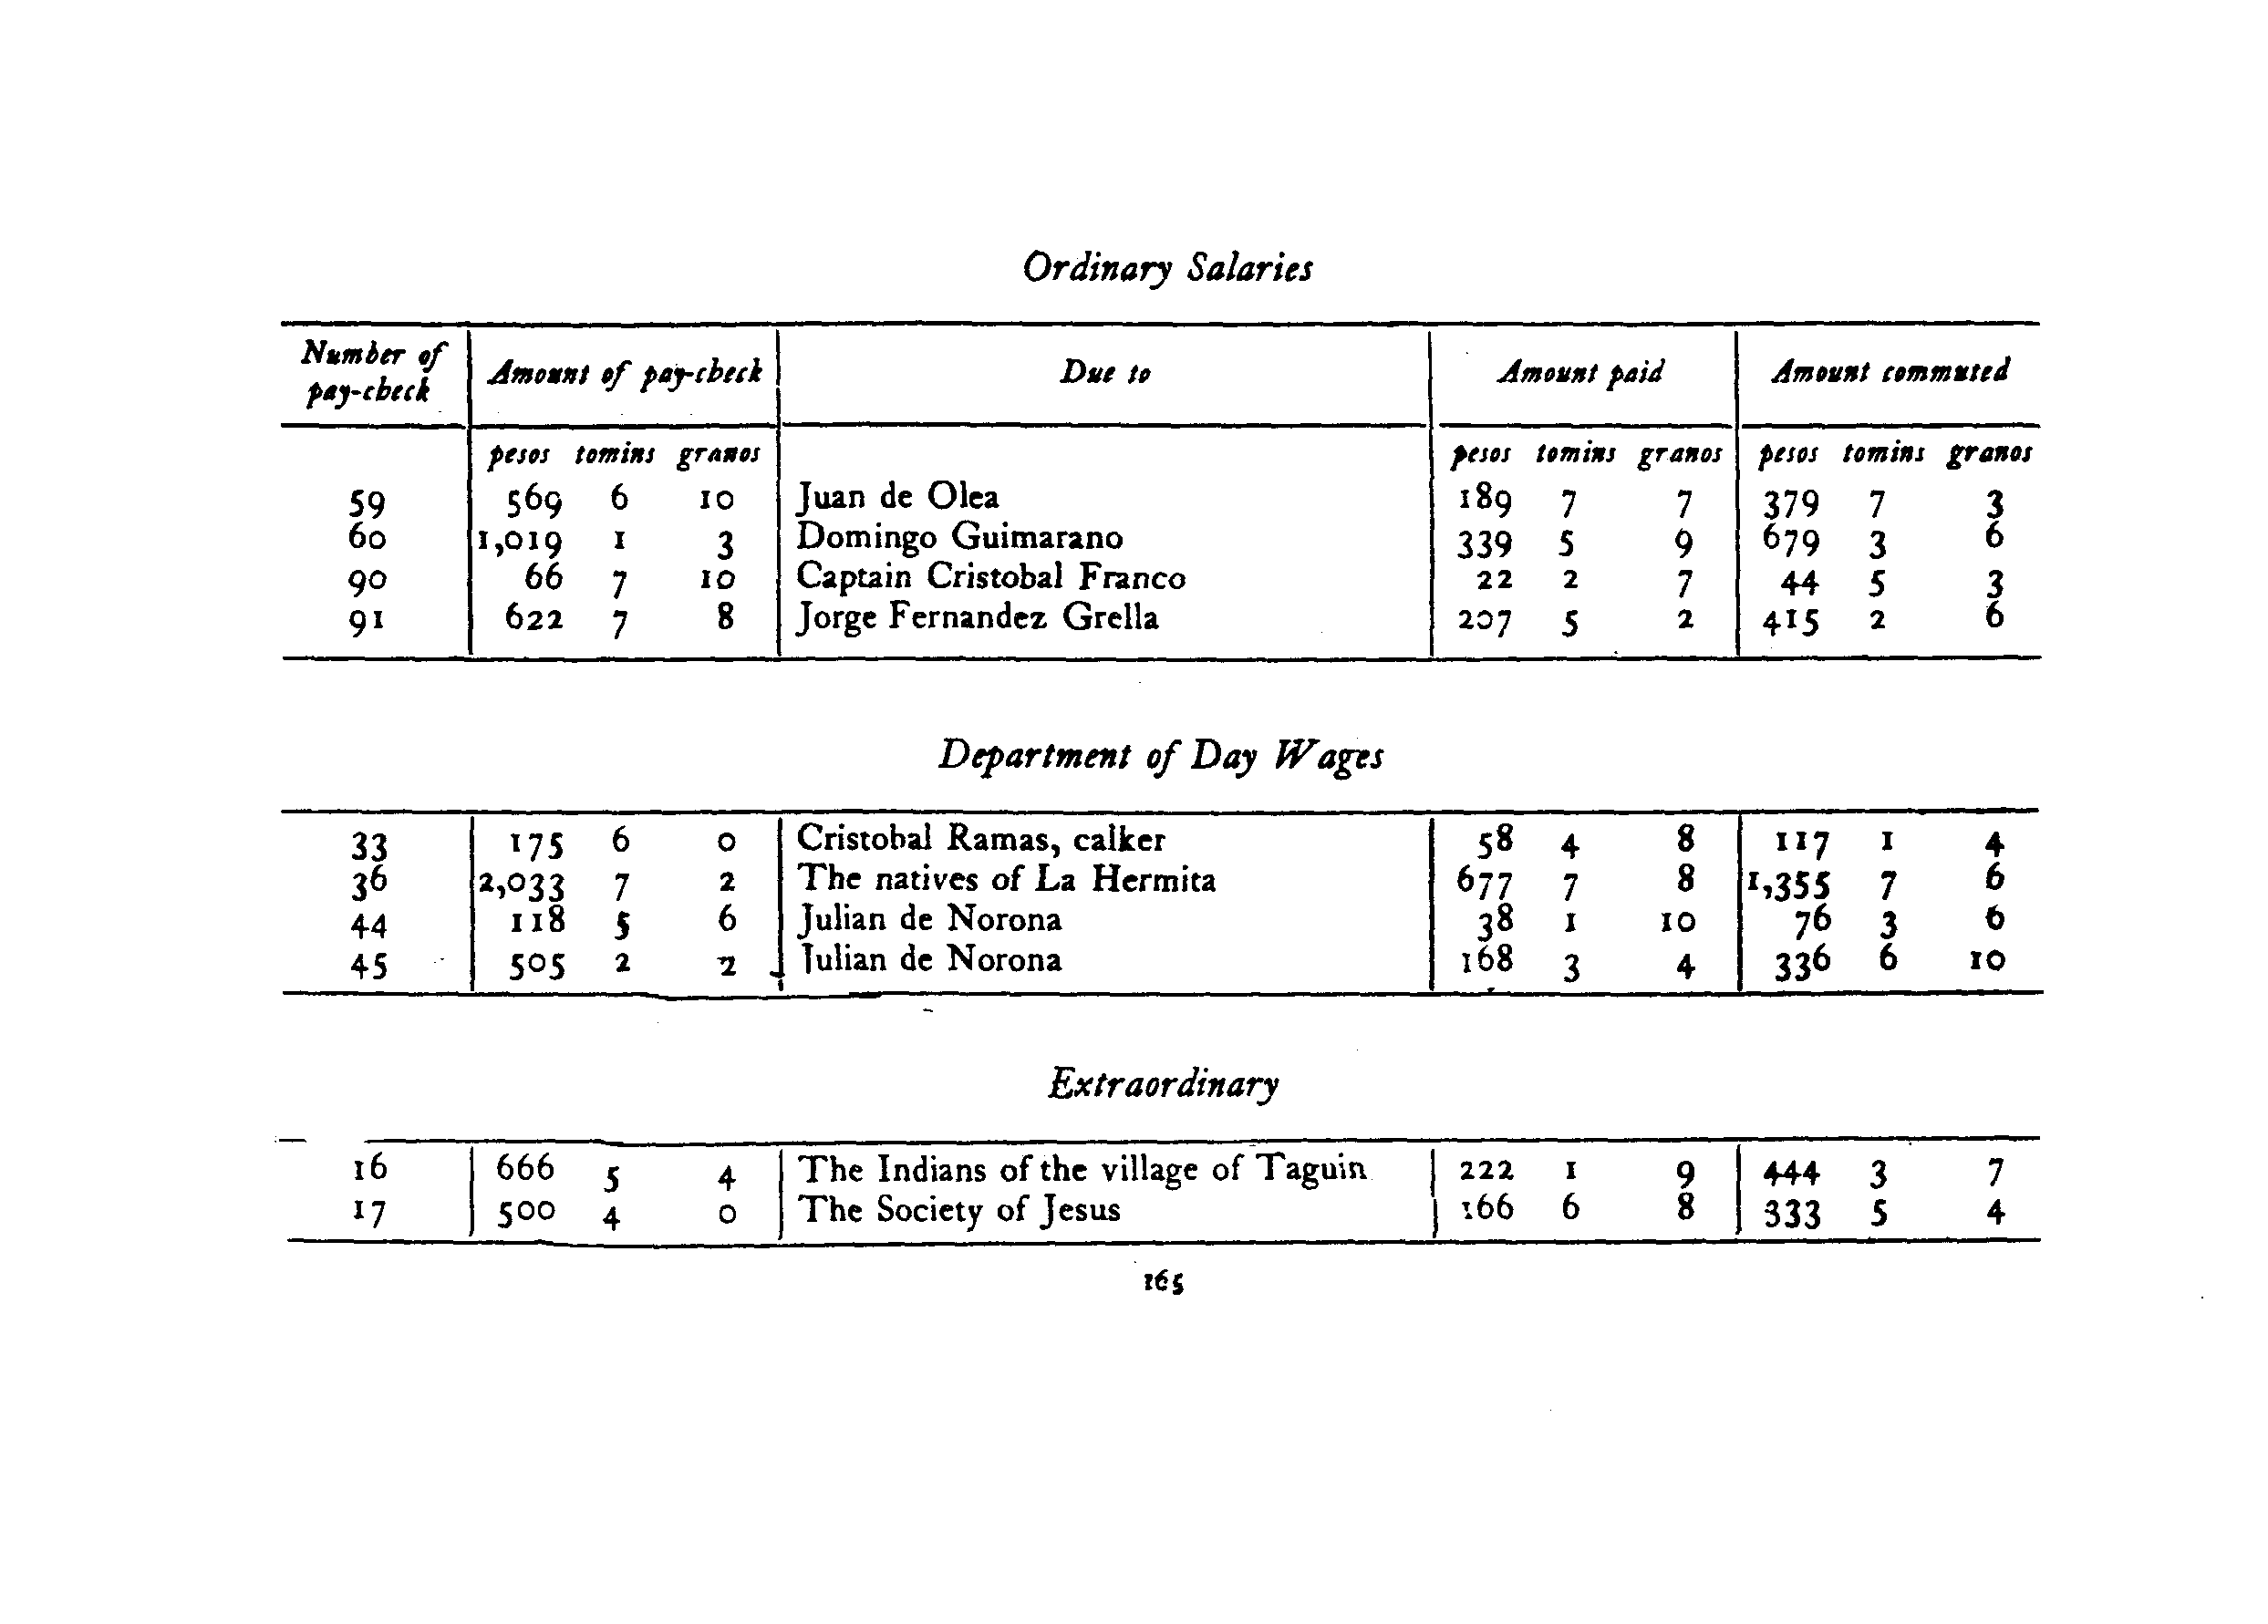 Ordinary Salaries
Number of pay-check Amount of pay-check Due to Amount paid Amount commuted
pesos tomins granos pesos tomins granos pesos tomins granos
59 569 6 10 Juan de Olea 189 7 7 379 7 3
60 1,019 1 3 Domingo Guimarano 339 5 9 679 3 6
90 66 7 10 Captain Cristobal Franco 22 2 7 44 5 3
91 622 7 8 Jorge Fernandez Grella 207 5 2 415 2 6
Department of Day Wages
33 175 6 0 Cristobal Ramas, calker 58 4 8 117 1 4
36 2,033 7 2 The natives of La Hermita 677 7 8 1,355 7 6
44 118 5 6 Julian de Norona 38 1 10 76 3 6
45 505 2 2 Julian de Norona 168 3 4 336 6 10
Extraordinary
16 666 5 4 The Indians of the village of Taguin 222 1 9 444 3 7
17 500 4 0 The Society of Jesus 166 6 8 333 5 4
165